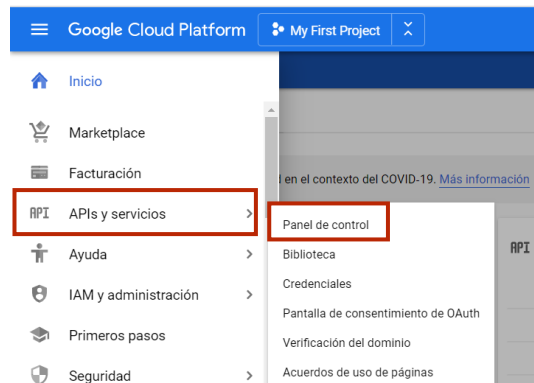 Google Cloud Platform
My First Project
Inicio
Marketplace
Facturación
en el contexto del COVID-19. Más información
API APIs y servicios
Panel de control
API
Ayuda
Biblioteca
Credenciales
IAM y administración
Pantalla de consentimiento de OAuth
Primeros pasos
Verificación del dominio
Seguridad
Acuerdos de uso de páginas